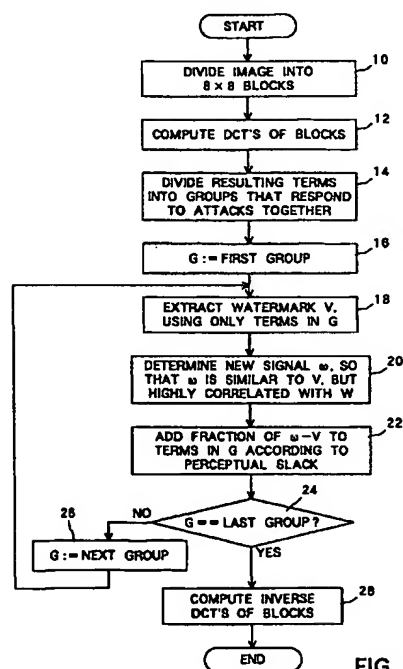 START
10
DIVIDE IMAGE INTO
8 × 8 BLOCKS
12
COMPUTE DCT'S OF BLOCKS
14
DIVIDE RESULTING TERMS
INTO GROUPS THAT RESPOND
TO ATTACKS TOGETHER
16
G := FIRST GROUP
18
EXTRACT WATERMARK V,
USING ONLY TERMS IN G
20
DETERMINE NEW SIGNAL ω, SO
THAT ω IS SIMILAR TO V, BUT
HIGHLY CORRELATED WITH W
22
ADD FRACTION OF ω-V TO
TERMS IN G ACCORDING TO
PERCEPTUAL SLACK
24
26
NO
G == LAST GROUP?
G := NEXT GROUP
YES
28
COMPUTE INVERSE
DCT'S OF BLOCKS
END
FIG